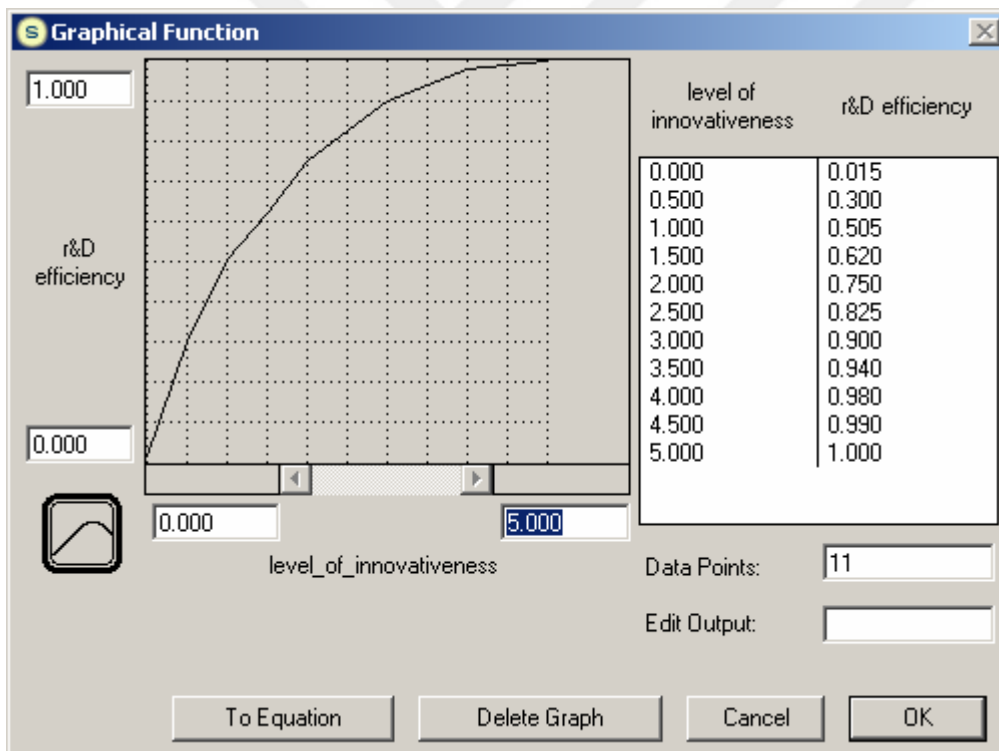 S Graphical Function
1.000
r&D
efficiency
0.000
0.000
5.000
level_of_innovativeness
level of
innovativeness
r&D efficiency
0.000 0.015
0.500 0.300
1.000 0.505
1.500 0.620
2.000 0.750
2.500 0.825
3.000 0.900
3.500 0.940
4.000 0.980
4.500 0.990
5.000 1.000
Data Points: 11
Edit Output:
To Equation
Delete Graph
Cancel
OK